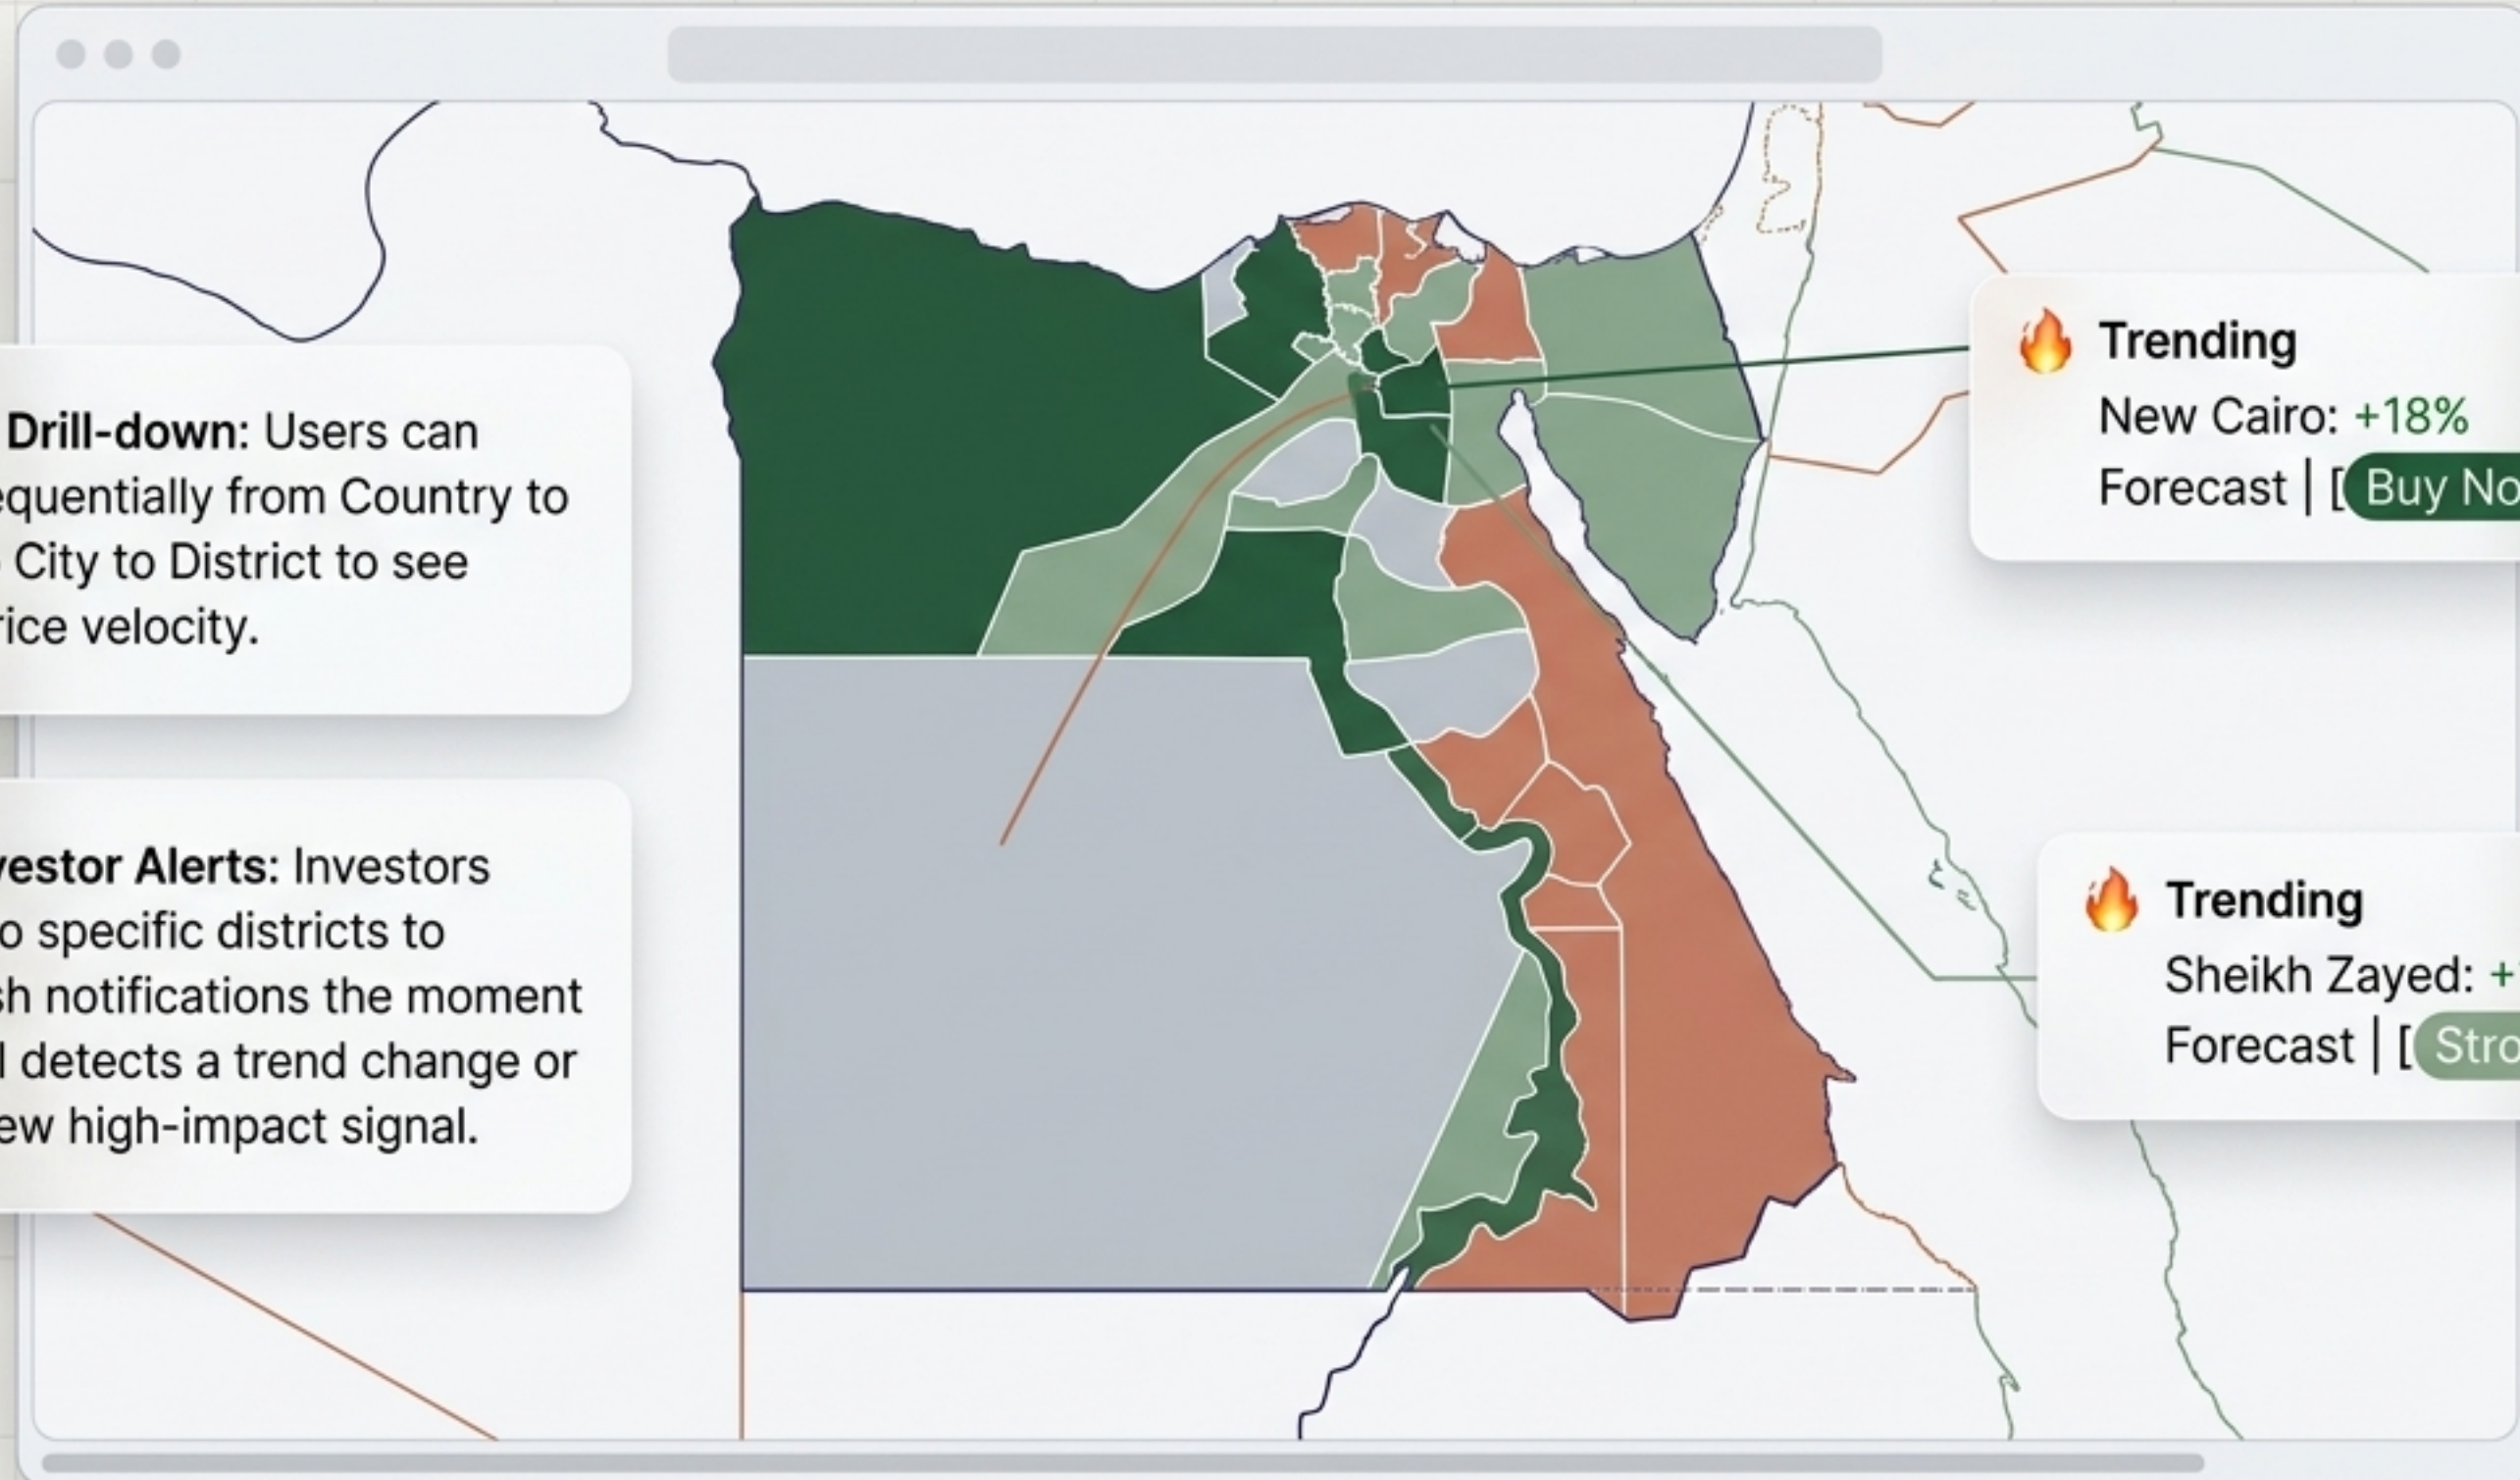 Drill-down: Users can
equentially from Country to
City to District to see
rice velocity.
vestor Alerts: Investors
o specific districts to
sh notifications the moment
detects a trend change or
ew high-impact signal.
🔥 Trending
New Cairo: +18%
Forecast | [Buy No
🔥 Trending
Sheikh Zayed: +
Forecast | [Stro